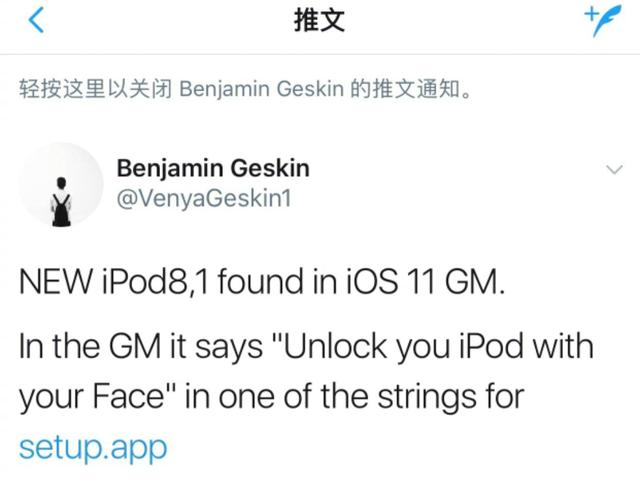 推文
轻按这里以关闭 Benjamin Geskin 的推文通知。
Benjamin Geskin
@VenyaGeskin1
NEW iPod8,1 found in iOS 11 GM.
In the GM it says "Unlock you iPod with
your Face" in one of the strings for
setup.app